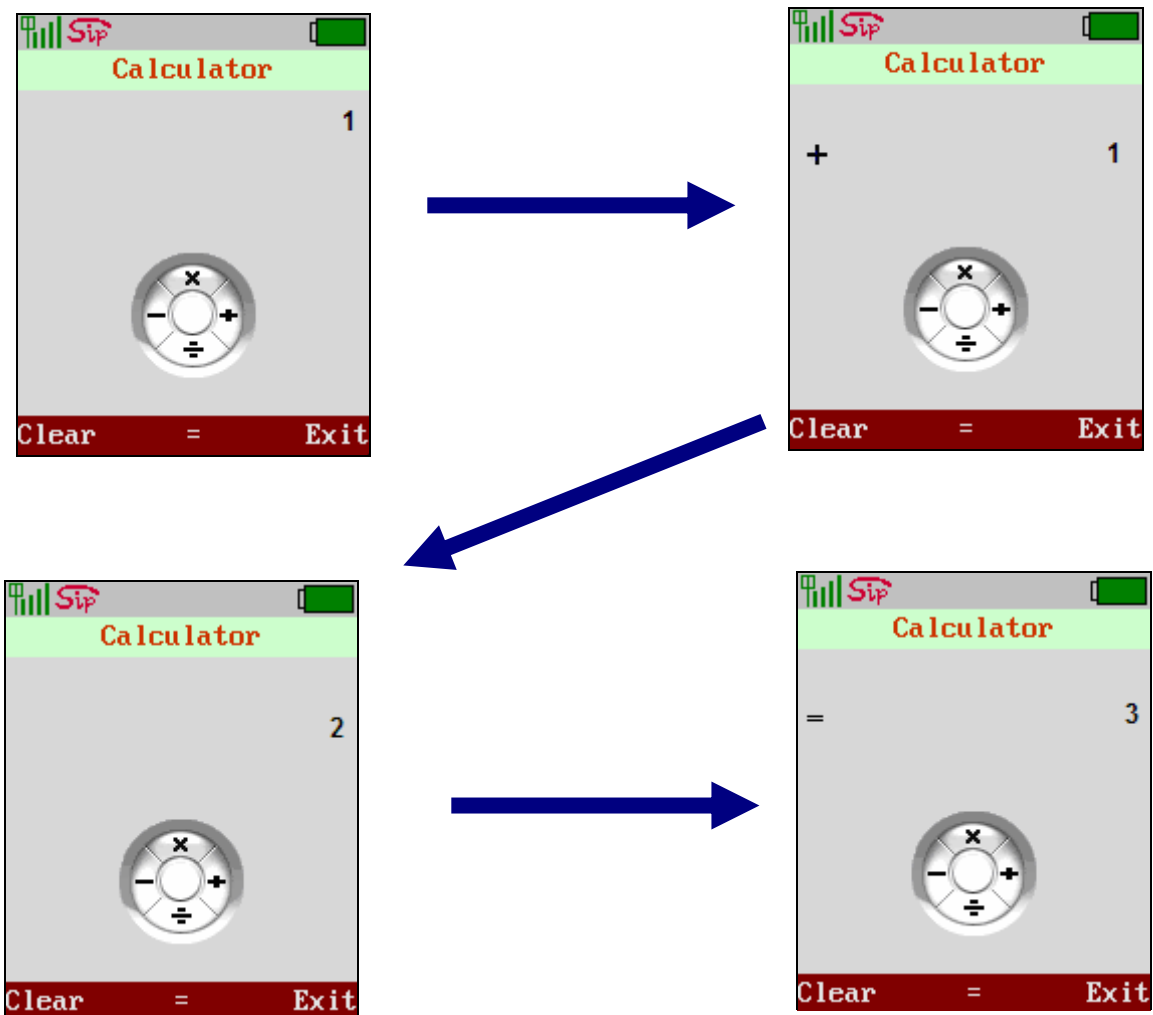 Sip
Calculator
1
×
− +
÷
Clear = Exit
Sip
Calculator
+ 1
×
− +
÷
Clear = Exit
Sip
Calculator
2
×
− +
÷
Clear = Exit
Sip
Calculator
= 3
×
− +
÷
Clear = Exit